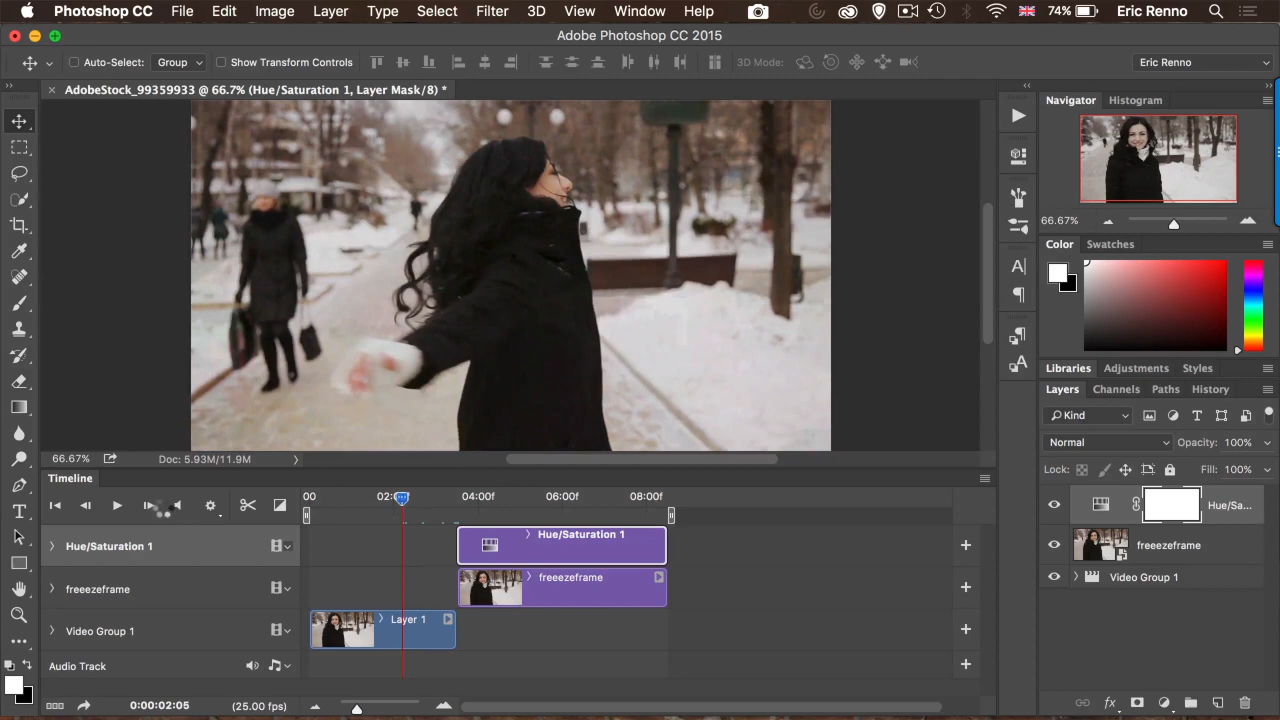 Photoshop CC File Edit Image Layer Type Select Filter 3D View Window Help 74% Eric Renno
Adobe Photoshop CC 2015
Auto-Select: Group Show Transform Controls 3D Mode: Eric Renno
AdobeStock_99359933 @ 66.7% (Hue/Saturation 1, Layer Mask/8) *
Navigator Histogram
66.67%
Color Swatches
Libraries Adjustments Styles
Layers Channels Paths History
Kind
Normal Opacity: 100%
Lock: Fill: 100%
Hue/Sa...
freeezeframe
Video Group 1
66.67% Doc: 5.93M/11.9M
Timeline
00 04:00f 06:00f 08:00f
Hue/Saturation 1 Hue/Saturation 1
freeezeframe freeezeframe
Video Group 1 Layer 1
Audio Track
0:00:02:05 (25.00 fps)